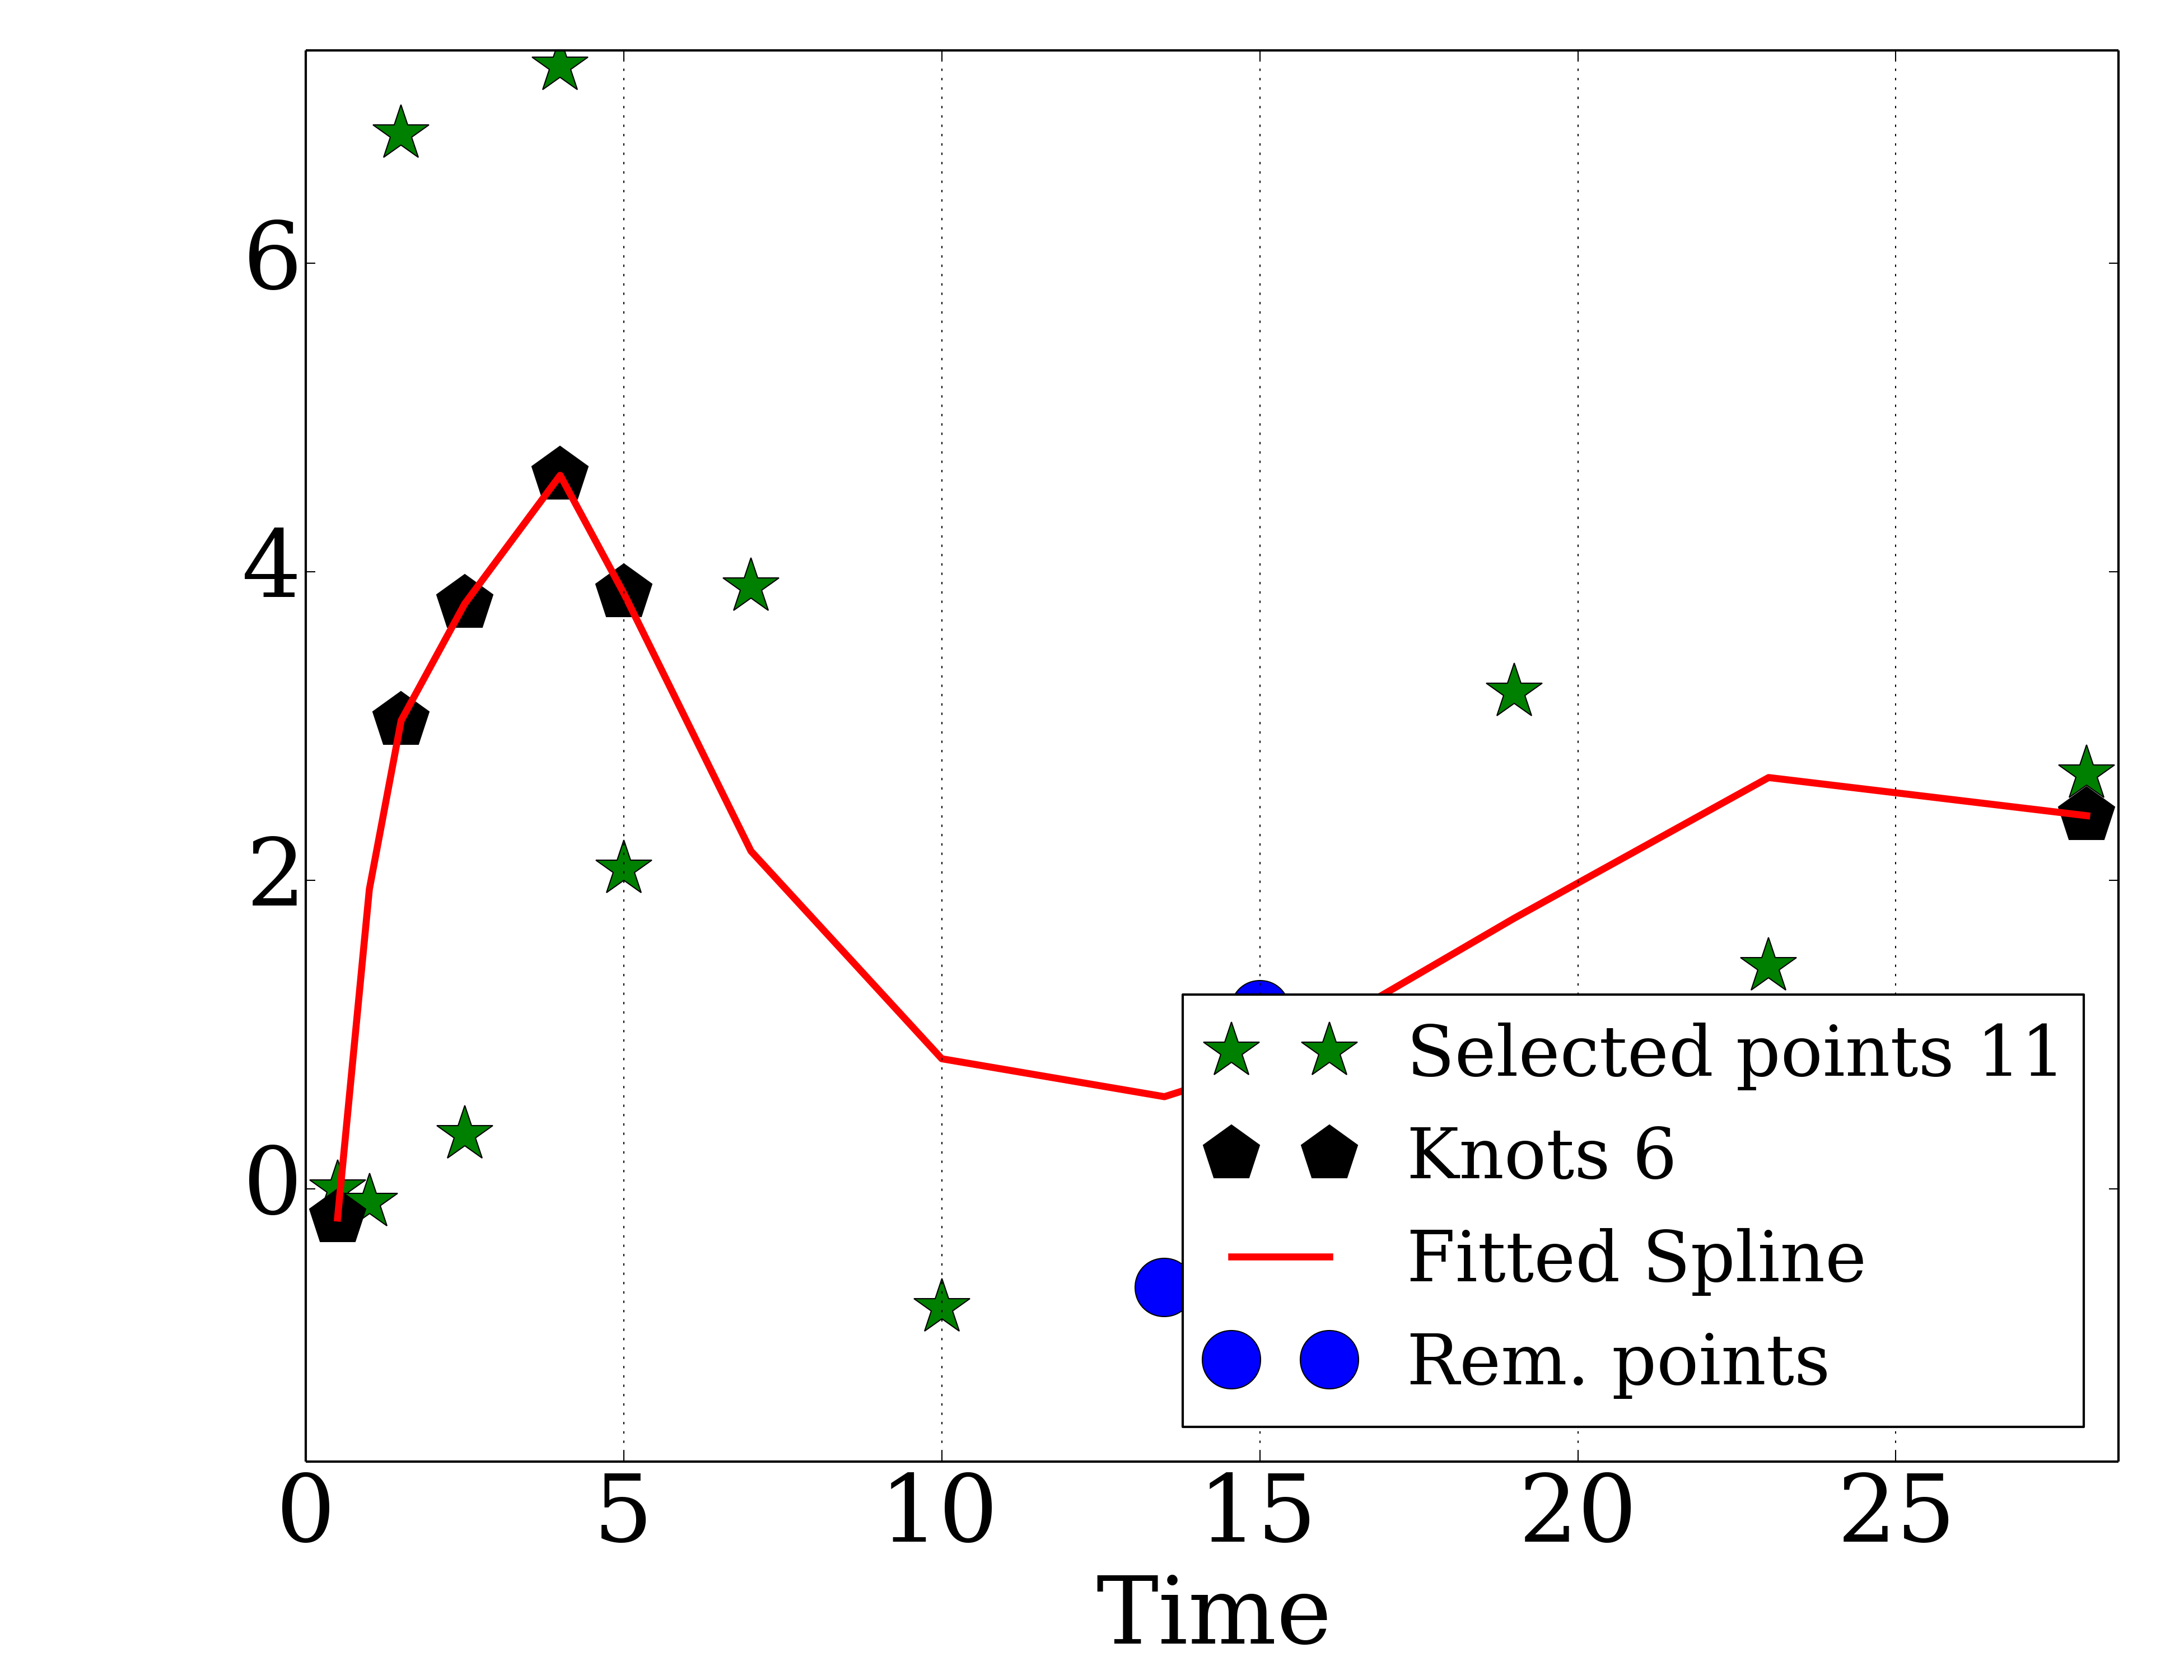 6
4
2
0
Selected points 11
Knots 6
Fitted Spline
Rem. points
0 5 10 15 20 25
Time